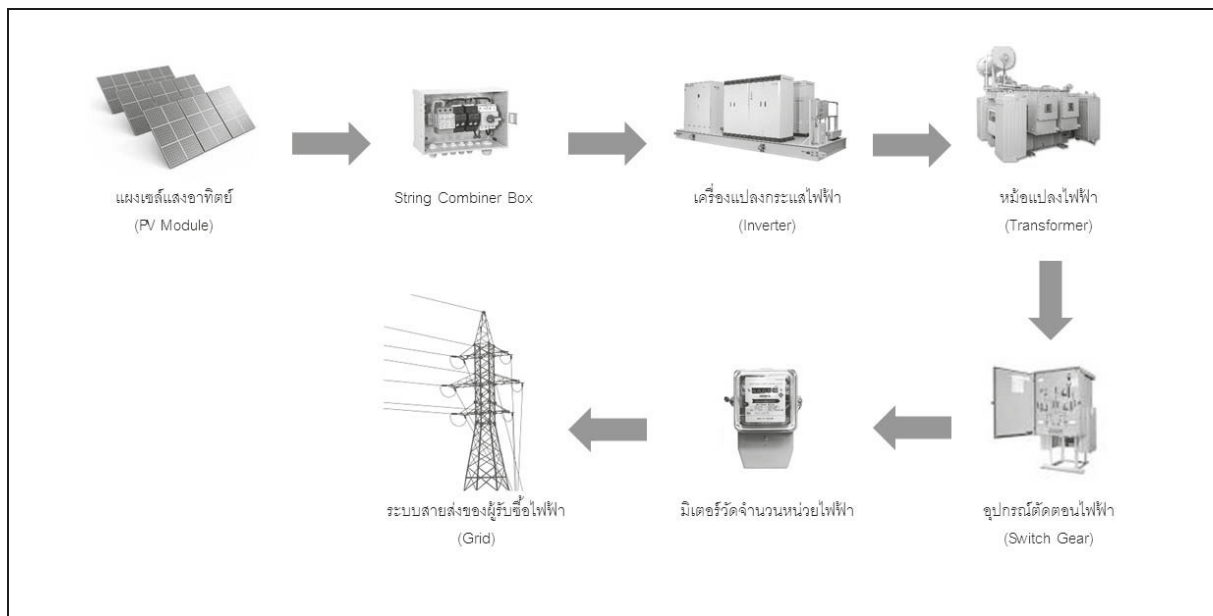 แผงเซล์แสงอาทิตย์
(PV Module)
String Combiner Box
เครื่องแปลงกระแสไฟฟ้า
(Inverter)
หม้อแปลงไฟฟ้า
(Transformer)
ระบบสายส่งของผู้รับซื้อไฟฟ้า
(Grid)
มิเตอร์วัดจำนวนหน่วยไฟฟ้า
อุปกรณ์ตัดตอนไฟฟ้า
(Switch Gear)